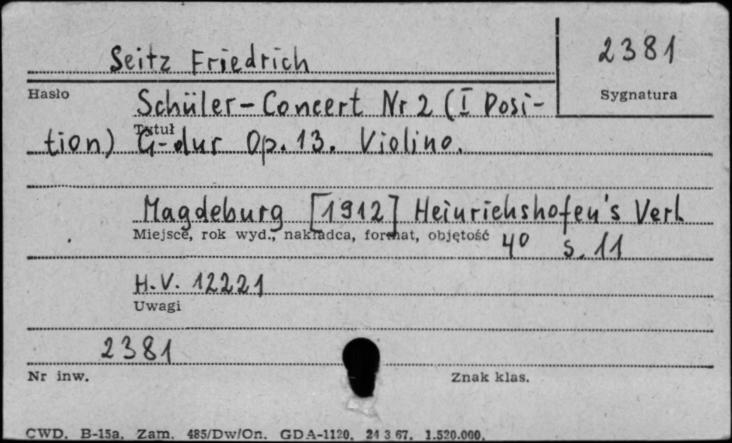 Seitz Friedrich
2381
Hasło
Sygnatura
Schüler-Concert Nr 2 (I Posi-
Tytuł
tion) G-dur Op. 13. Violino.
Magdeburg [1912] Heinrichshofen's Verl.
Miejsce, rok wyd., nakładca, format, objętość
40 s. 11
H.V. 12221
Uwagi
2381
Nr inw.
Znak klas.
CWD. B-15a. Zam. 485/Dw/On. GDA-1120. 24 3 67. 1.520.000.